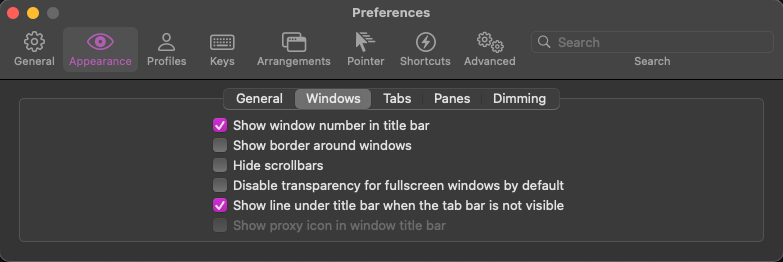 Preferences
General Appearance Profiles Keys Arrangements Pointer Shortcuts Advanced Search
Search
General Windows Tabs Panes Dimming
Show window number in title bar
Show border around windows
Hide scrollbars
Disable transparency for fullscreen windows by default
Show line under title bar when the tab bar is not visible
Show proxy icon in window title bar